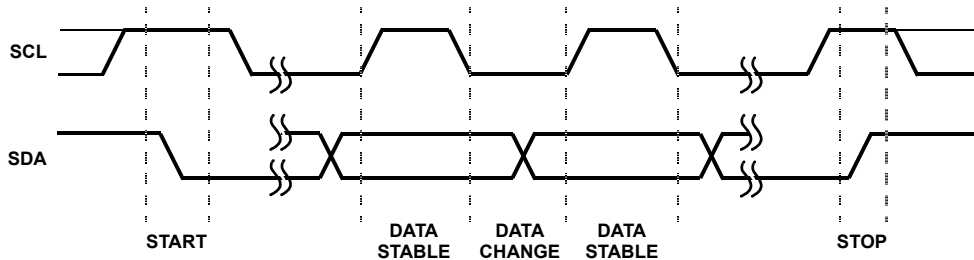 SCL
SDA
START
DATA
STABLE
DATA
CHANGE
DATA
STABLE
STOP